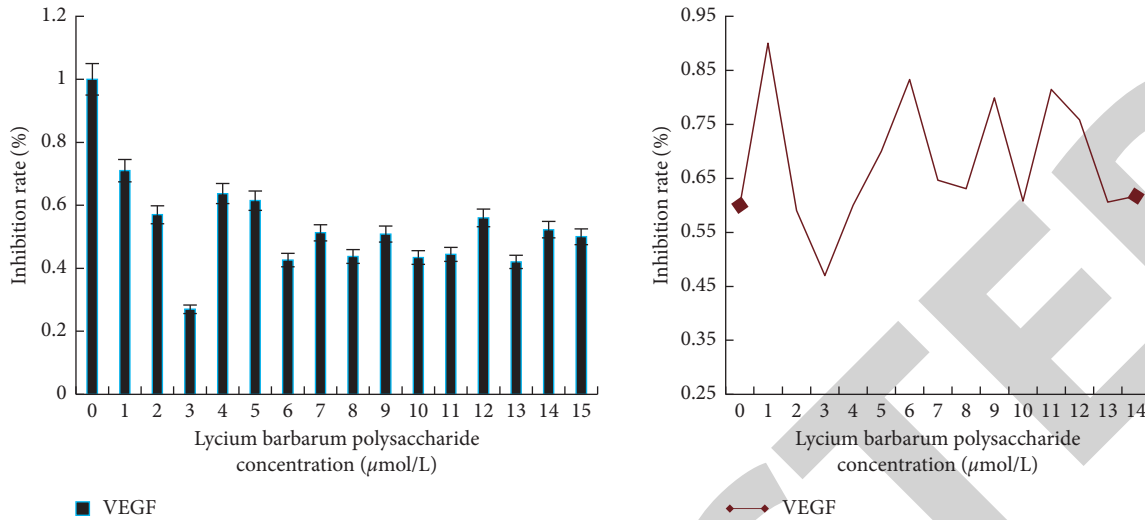 1.2
1
0.8
0.6
0.4
0.2
0
Inhibition rate (%)
0 1 2 3 4 5 6 7 8 9 10 11 12 13 14 15
Lycium barbarum polysaccharide
concentration (μmol/L)
VEGF
0.95
0.85
0.75
0.65
0.55
0.45
0.35
0.25
Inhibition rate (%)
0 1 2 3 4 5 6 7 8 9 10 11 12 13 14
Lycium barbarum polysaccharide
concentration (μmol/L)
VEGF